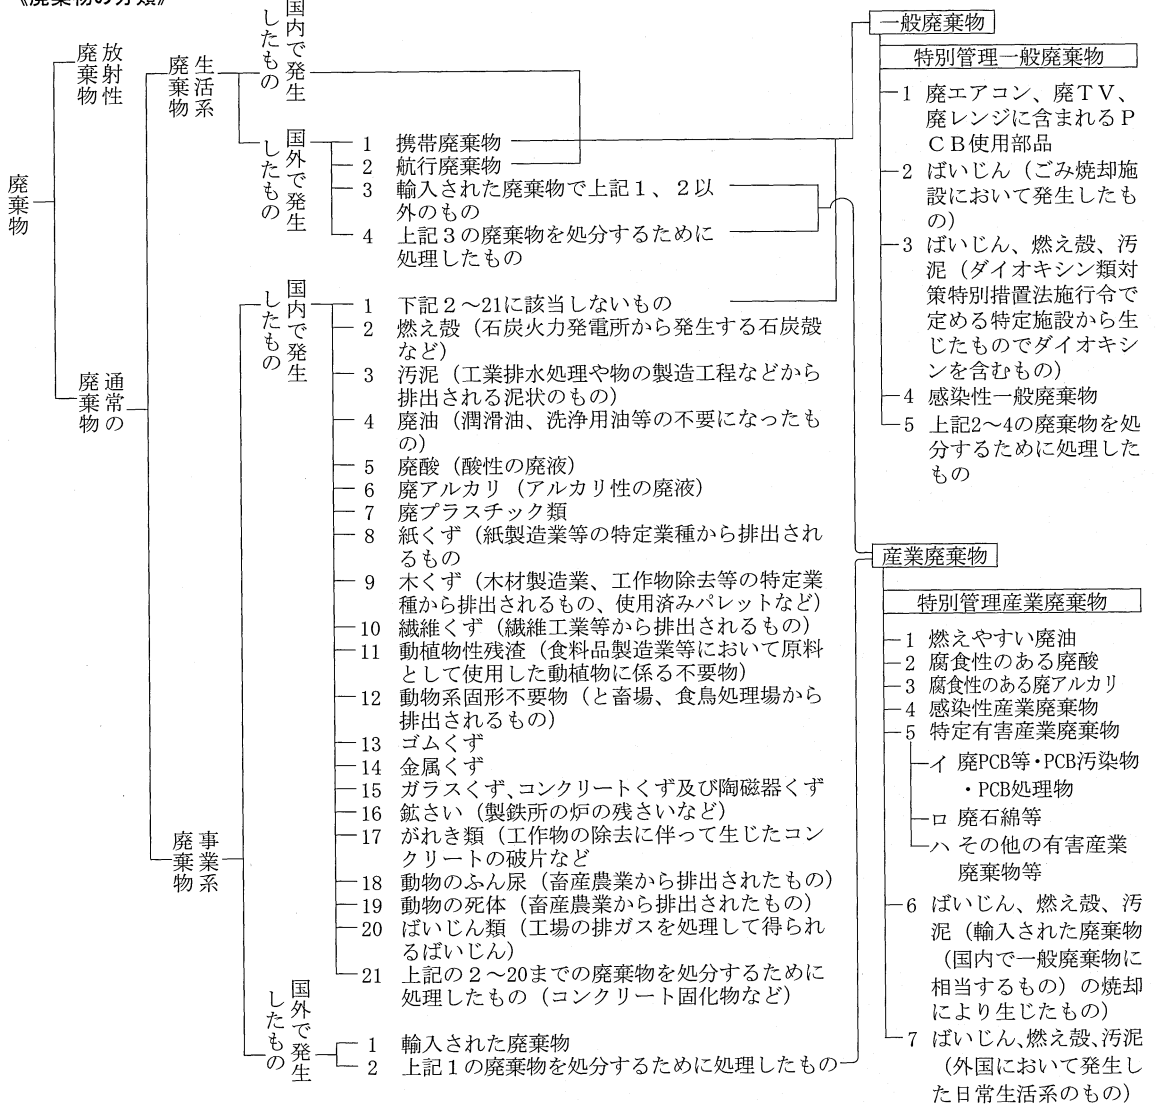 《廃棄物の分類》
廃棄物
放射性
廃棄物
通常の
廃棄物
生活系
廃棄物
国内で発生
したもの
国外で発生
したもの
1 携帯廃棄物
2 航行廃棄物
3 輸入された廃棄物で上記1、2以
外のもの
4 上記3の廃棄物を処分するために
処理したもの
事業系
廃棄物
国内で発生
したもの
1 下記2〜21に該当しないもの
2 燃え殻（石炭火力発電所から発生する石炭殻
など）
3 汚泥（工業排水処理や物の製造工程などから
排出される泥状のもの）
4 廃油（潤滑油、洗浄用油等の不要になったも
の）
5 廃酸（酸性の廃液）
6 廃アルカリ（アルカリ性の廃液）
7 廃プラスチック類
8 紙くず（紙製造業等の特定業種から排出され
るもの
9 木くず（木材製造業、工作物除去等の特定業
種から排出されるもの、使用済みパレットなど）
10 繊維くず（繊維工業等から排出されるもの）
11 動植物性残渣（食料品製造業等において原料
として使用した動植物に係る不要物）
12 動物系固形不要物（と畜場、食鳥処理場から
排出されるもの）
13 ゴムくず
14 金属くず
15 ガラスくず、コンクリートくず及び陶磁器くず
16 鉱さい（製鉄所の炉の残さいなど）
17 がれき類（工作物の除去に伴って生じたコン
クリートの破片など
18 動物のふん尿（畜産農業から排出されたもの）
19 動物の死体（畜産農業から排出されたもの）
20 ばいじん類（工場の排ガスを処理して得られ
るばいじん）
21 上記の2〜20までの廃棄物を処分するために
処理したもの（コンクリート固化物など）
国外で発生
したもの
1 輸入された廃棄物
2 上記1の廃棄物を処分するために処理したもの
一般廃棄物
特別管理一般廃棄物
1 廃エアコン、廃TV、
廃レンジに含まれるP
CB使用部品
2 ばいじん（ごみ焼却施
設において発生したも
の）
3 ばいじん、燃え殻、汚
泥（ダイオキシン類対
策特別措置法施行令で
定める特定施設から生
じたものでダイオキシ
ンを含むもの）
4 感染性一般廃棄物
5 上記2〜4の廃棄物を処
分するために処理した
もの
産業廃棄物
特別管理産業廃棄物
1 燃えやすい廃油
2 腐食性のある廃酸
3 腐食性のある廃アルカリ
4 感染性産業廃棄物
5 特定有害産業廃棄物
イ 廃PCB等・PCB汚染物
・PCB処理物
ロ 廃石綿等
ハ その他の有害産業
廃棄物等
6 ばいじん、燃え殻、汚
泥（輸入された廃棄物
（国内で一般廃棄物に
相当するもの）の焼却
により生じたもの）
7 ばいじん、燃え殻、汚泥
（外国において発生し
た日常生活系のもの）